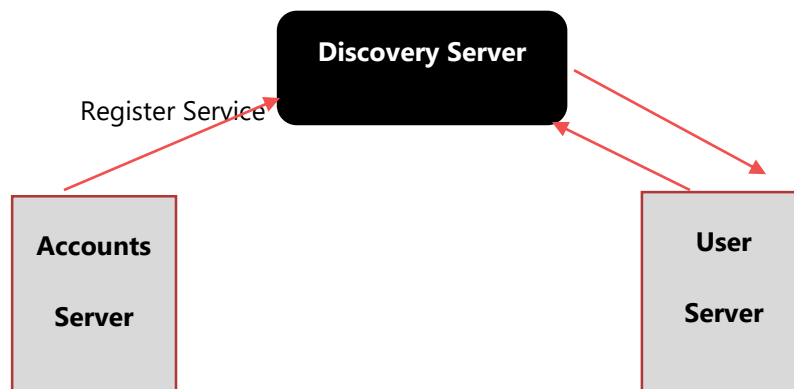 Discovery Server
Register Service
Accounts
Server
User
Server